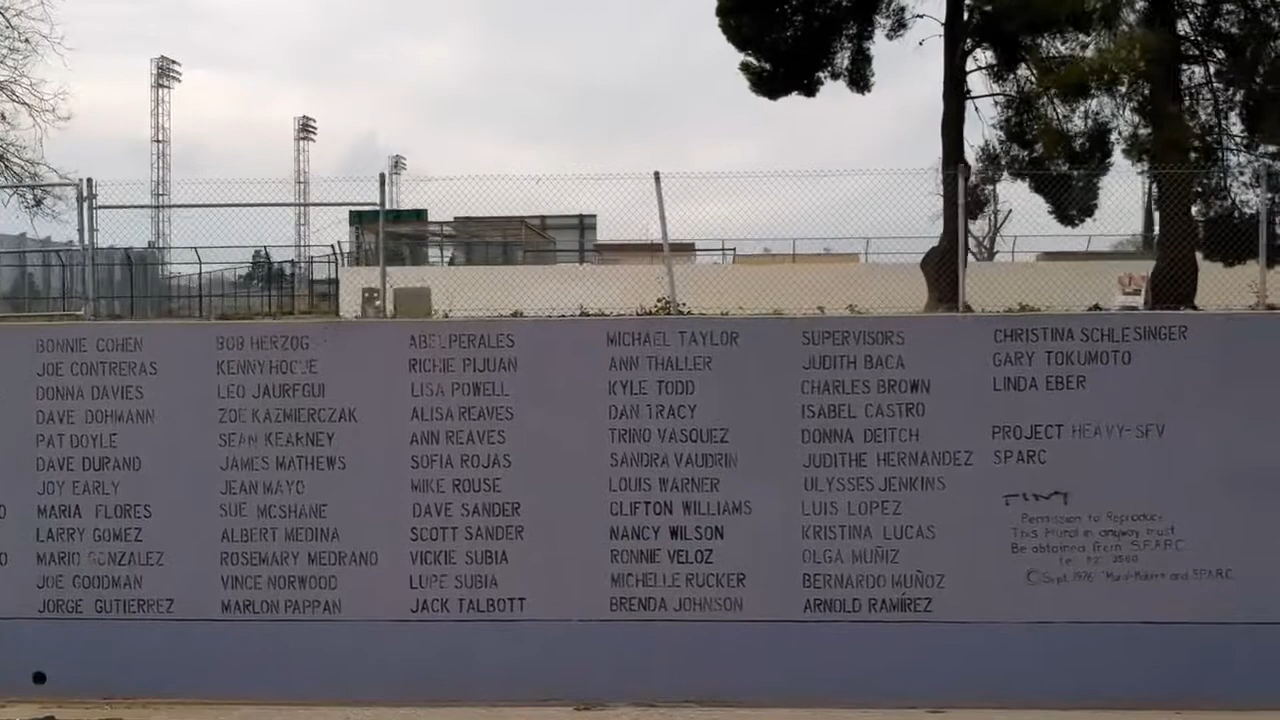 BONNIE COHEN
JOE CONTRERAS
DONNA DAVIES
DAVE DOHMANN
PAT DOYLE
DAVE DURAND
JOY EARLY
MARIA FLORES
LARRY GOMEZ
MARIO GONZALEZ
JOE GOODMAN
JORGE GUTIERREZ
BOB HERZOG
KENNY HOGUE
LEO JAUREGUI
ZOE KAZMIERCZAK
SEAN KEARNEY
JAMES MATHEWS
JEAN MAYO
SUE MCSHANE
ALBERT MEDINA
ROSEMARY MEDRANO
VINCE NORWOOD
MARLON PAPPAN
ABEL PERALES
RICHIE PIJUAN
LISA POWELL
ALISA REAVES
ANN REAVES
SOFIA ROJAS
MIKE ROUSE
DAVE SANDER
SCOTT SANDER
VICKIE SUBIA
LUPE SUBIA
JACK TALBOTT
MICHAEL TAYLOR
ANN THALLER
KYLE TODD
DAN TRACY
TRINO VASQUEZ
SANDRA VAUDRIN
LOUIS WARNER
CLIFTON WILLIAMS
NANCY WILSON
RONNIE VELOZ
MICHELLE RUCKER
BRENDA JOHNSON
SUPERVISORS
JUDITH BACA
CHARLES BROWN
ISABEL CASTRO
DONNA DEITCH
JUDITHE HERNANDEZ
ULYSSES JENKINS
LUIS LOPEZ
KRISTINA LUCAS
OLGA MUÑIZ
BERNARDO MUÑOZ
ARNOLD RAMÍREZ
CHRISTINA SCHLESINGER
GARY TOKUMOTO
LINDA EBER
PROJECT HEAVY-SFV
SPARC
TINY
Permission to Reproduce
This Mural in anyway must
Be obtained from S.P.A.R.C.
© Sept. 1976 "Mural-Makers and S.P.A.R.C.